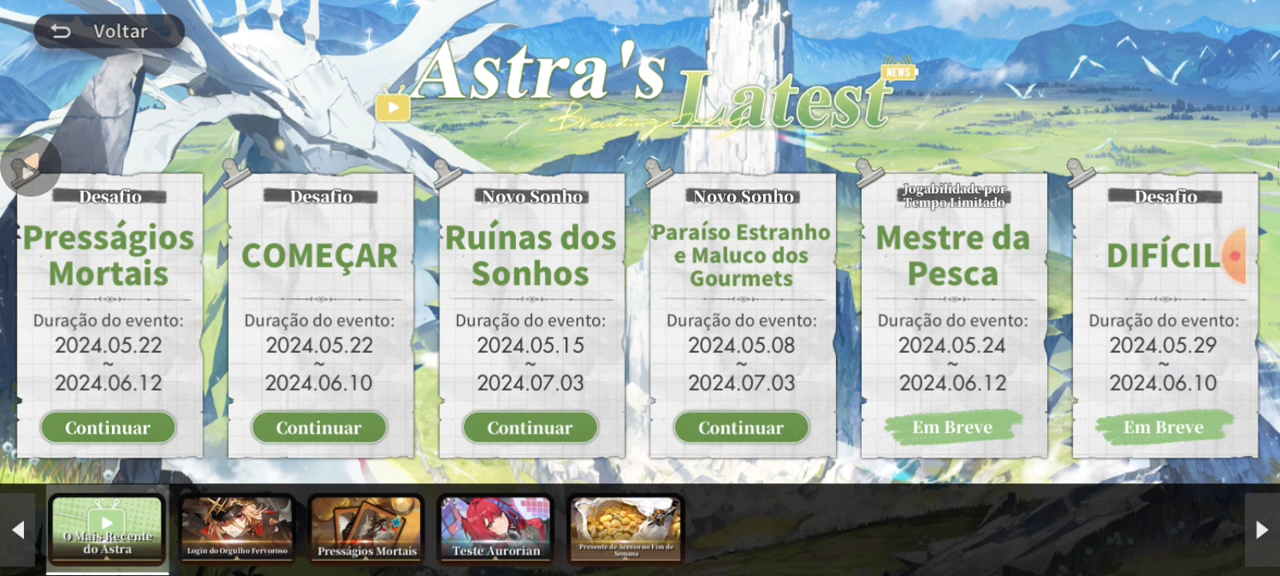 Voltar
Astra's
Latest
NEWS
Breaking
Desafio
Presságios
Mortais
Duração do evento:
2024.05.22
~
2024.06.12
Continuar
Desafio
COMEÇAR
Duração do evento:
2024.05.22
~
2024.06.10
Continuar
Novo Sonho
Ruínas dos
Sonhos
Duração do evento:
2024.05.15
~
2024.07.03
Continuar
Novo Sonho
Paraíso Estranho
e Maluco dos
Gourmets
Duração do evento:
2024.05.08
~
2024.07.03
Continuar
Jogabilidade por
Tempo Limitado
Mestre da
Pesca
Duração do evento:
2024.05.24
~
2024.06.12
Em Breve
Desafio
DIFÍCIL
Duração do evento:
2024.05.29
~
2024.06.10
Em Breve
O Mais Recente
do Astra
Login do Orgulho Fervoroso
Presságios Mortais
Teste Aurorian
Presente de Acesso no Fim de
Semana